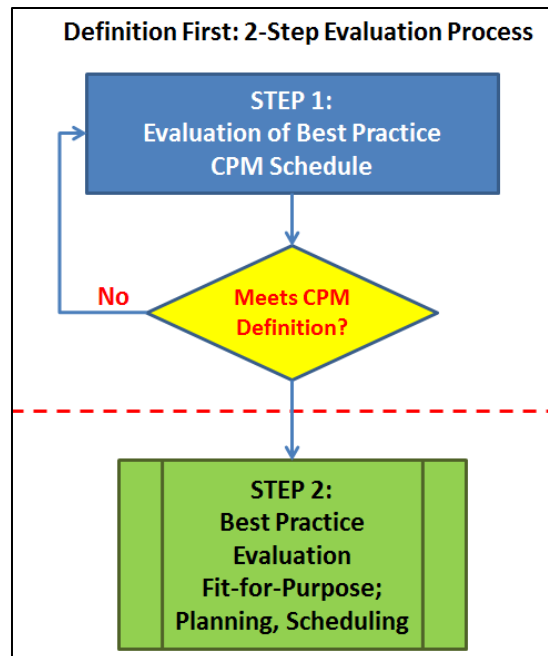 Definition First: 2-Step Evaluation Process
STEP 1:
Evaluation of Best Practice
CPM Schedule
No
Meets CPM
Definition?
STEP 2:
Best Practice
Evaluation
Fit-for-Purpose;
Planning, Scheduling